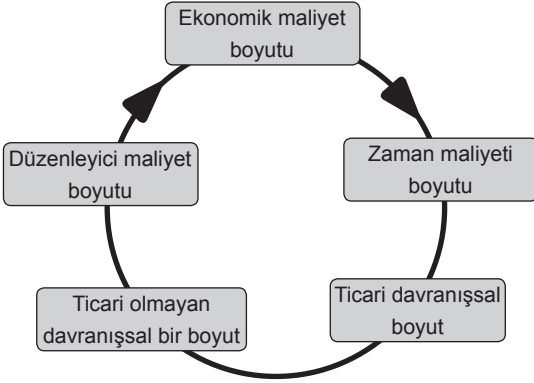 Ekonomik maliyet
boyutu
Zaman maliyeti
boyutu
Ticari davranışsal
boyut
Ticari olmayan
davranışsal bir boyut
Düzenleyici maliyet
boyutu